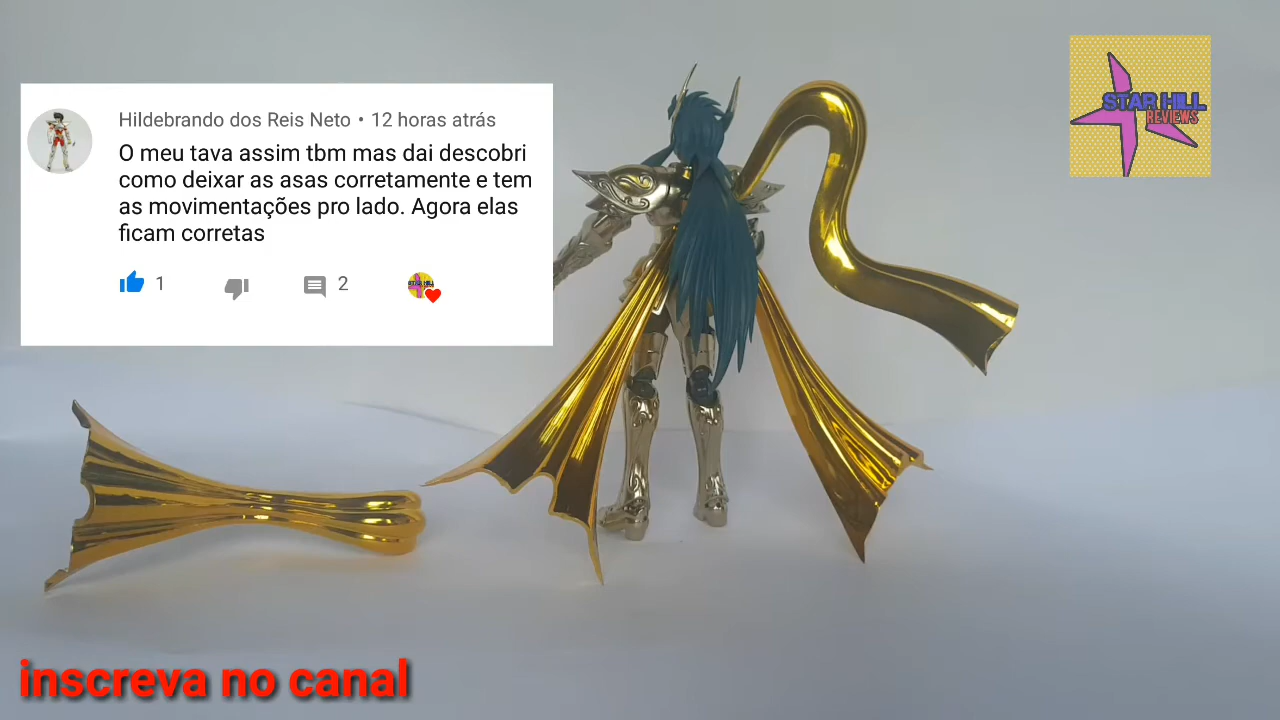 Hildebrando dos Reis Neto • 12 horas atrás
O meu tava assim tbm mas dai descobri
como deixar as asas corretamente e tem
as movimentações pro lado. Agora elas
ficam corretas
1
2
STAR HILL
REVIEWS
inscreva no canal